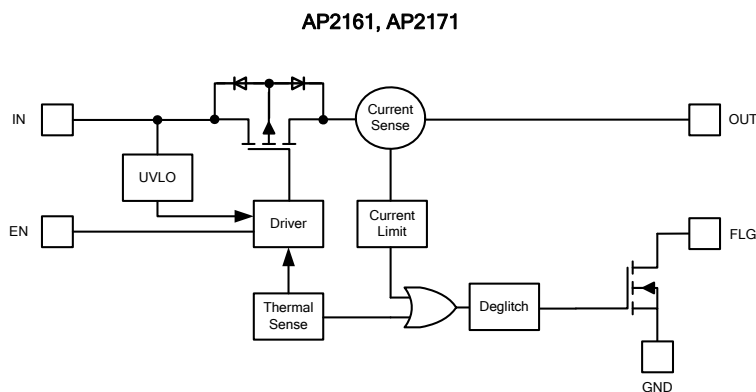 AP2161, AP2171
IN
Current
Sense
OUT
UVLO
EN
Driver
Current
Limit
FLG
Thermal
Sense
Deglitch
GND